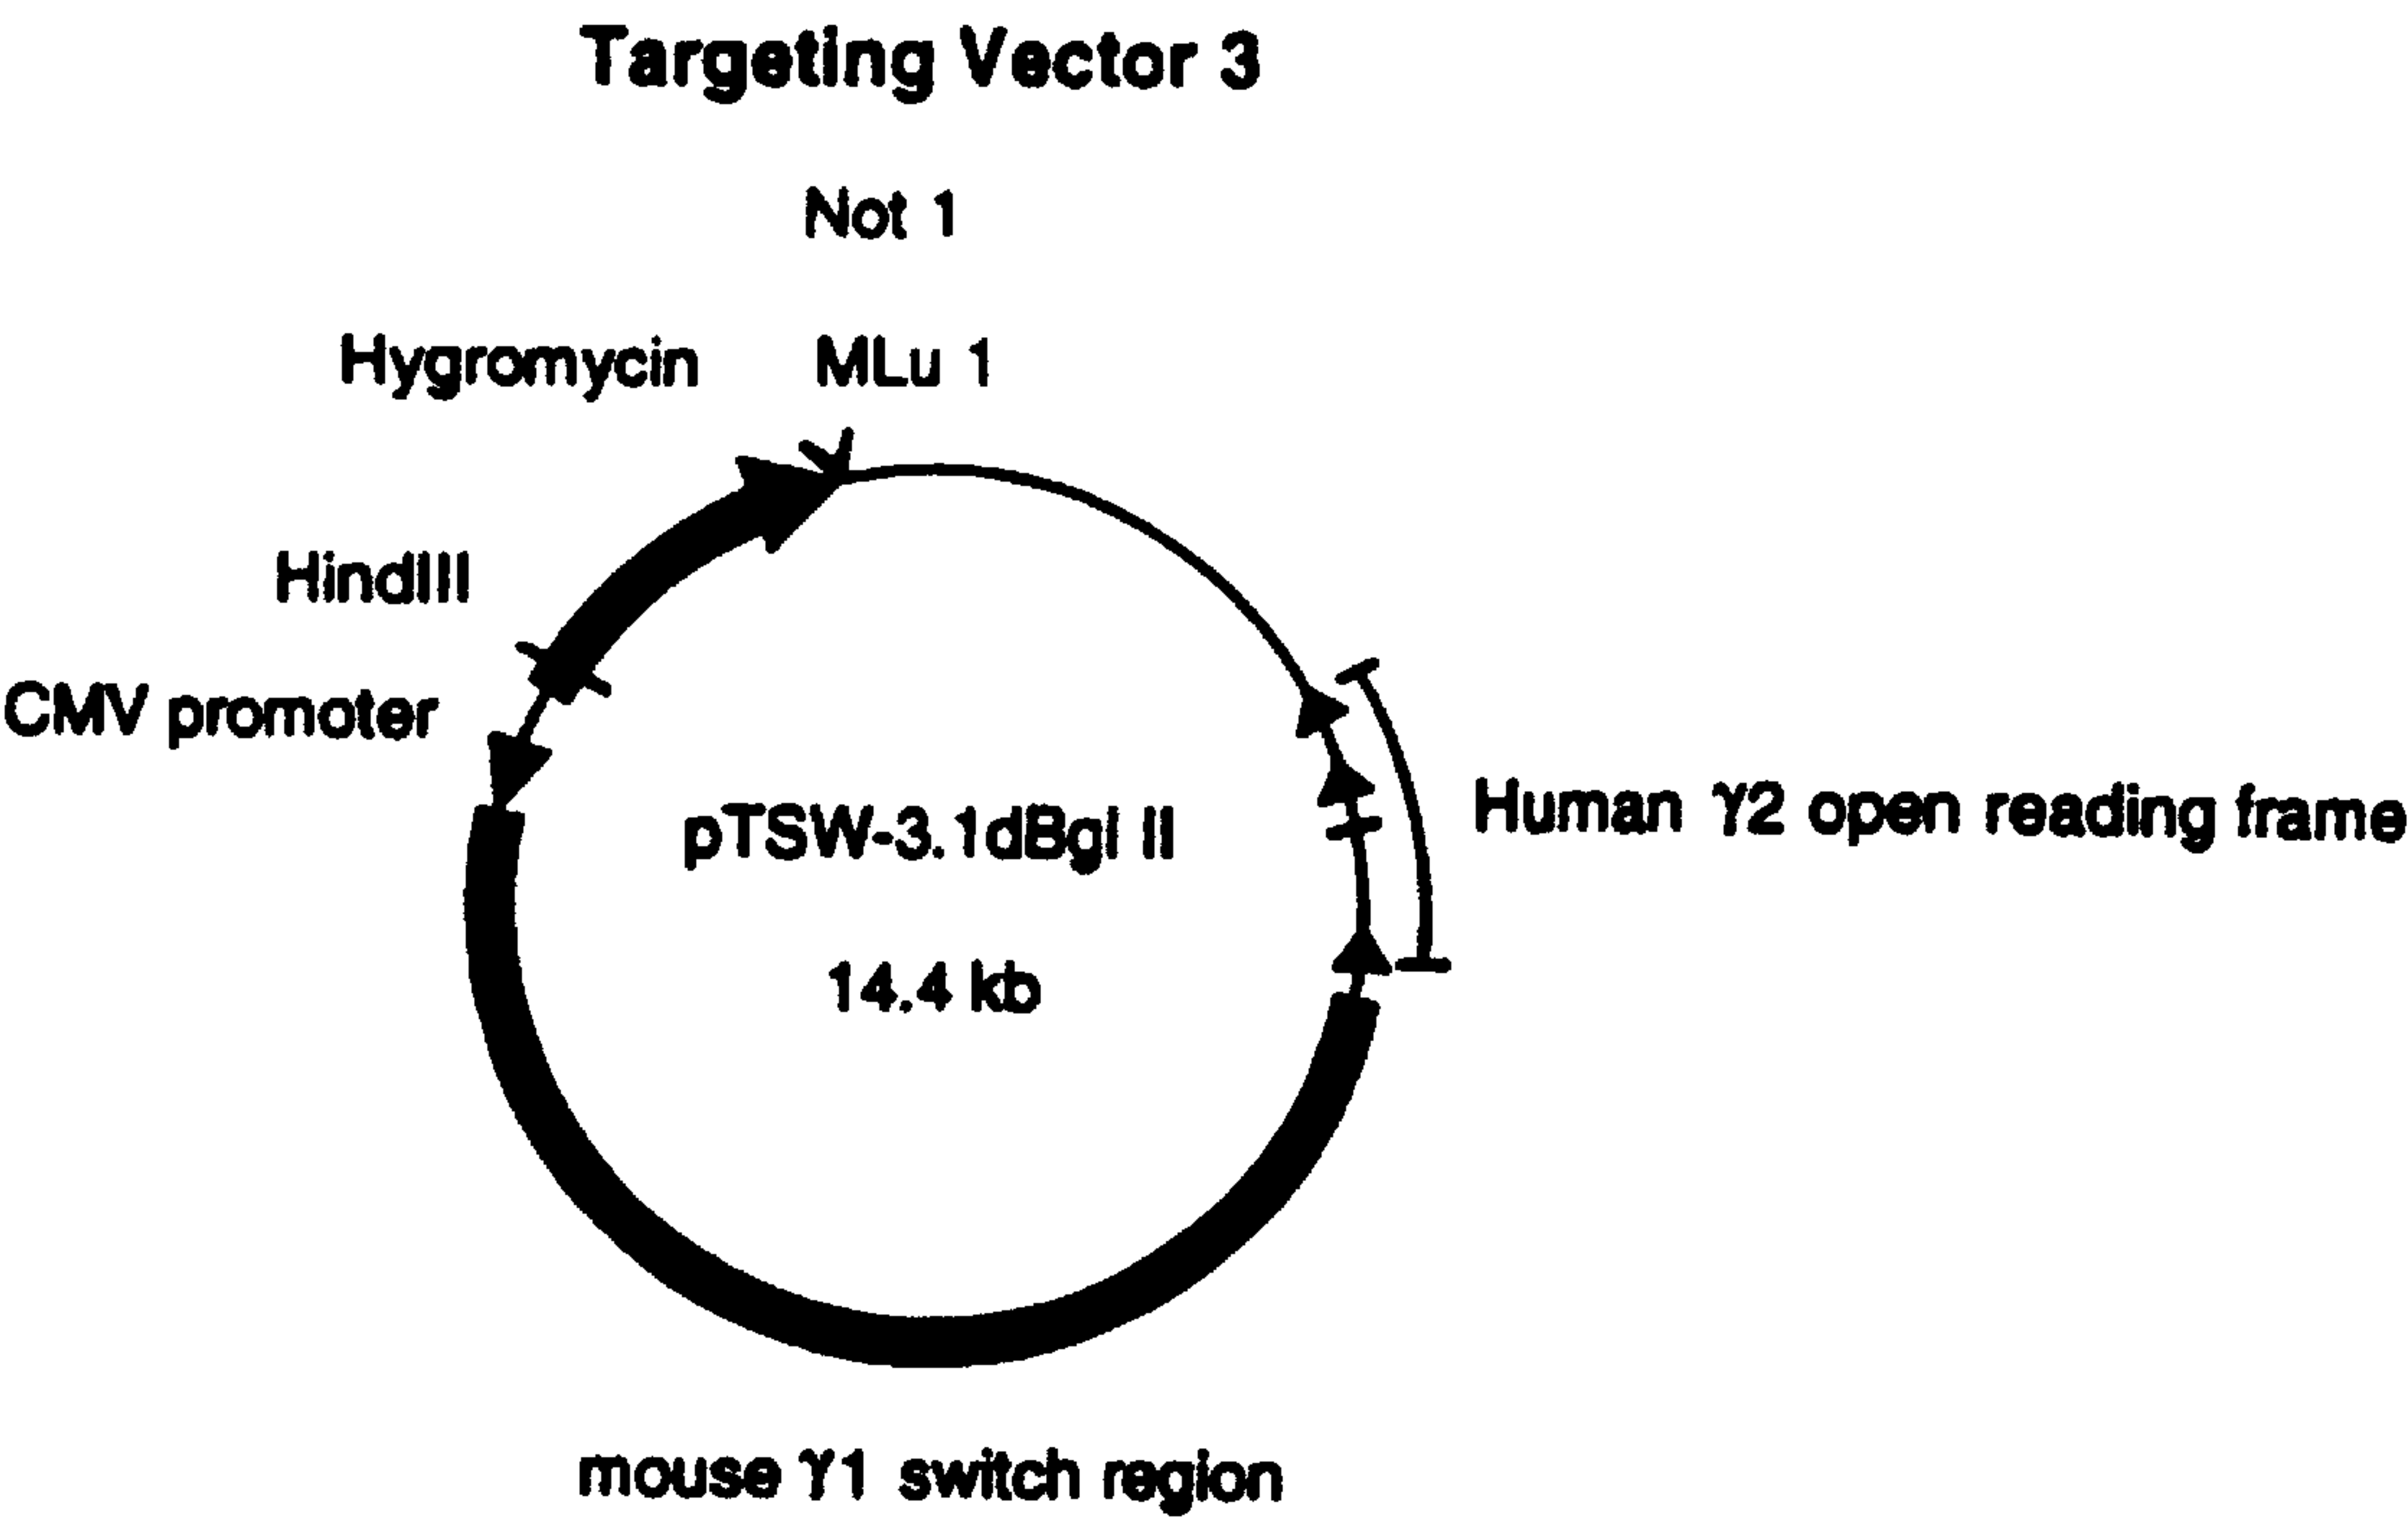 Targeting Vector 3
Not 1
Hygromycin MLu 1
HindIII
CMV promoter
pTSW-3.1dBgl II
Human γ2 open reading frame
14.4 kb
mouse γ1 switch region